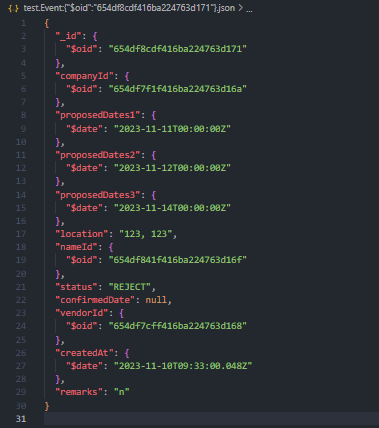 {} test.Event:{"$oid":"654df8cdf416ba224763d171"}.json > ...
1 {
2 "_id": {
3 "$oid": "654df8cdf416ba224763d171"
4 },
5 "companyId": {
6 "$oid": "654df7f1f416ba224763d16a"
7 },
8 "proposedDates1": {
9 "$date": "2023-11-11T00:00:00Z"
10 },
11 "proposedDates2": {
12 "$date": "2023-11-12T00:00:00Z"
13 },
14 "proposedDates3": {
15 "$date": "2023-11-14T00:00:00Z"
16 },
17 "location": "123, 123",
18 "nameId": {
19 "$oid": "654df841f416ba224763d16f"
20 },
21 "status": "REJECT",
22 "confirmedDate": null,
23 "vendorId": {
24 "$oid": "654df7cff416ba224763d168"
25 },
26 "createdAt": {
27 "$date": "2023-11-10T09:33:00.048Z"
28 },
29 "remarks": "n"
30 }
31